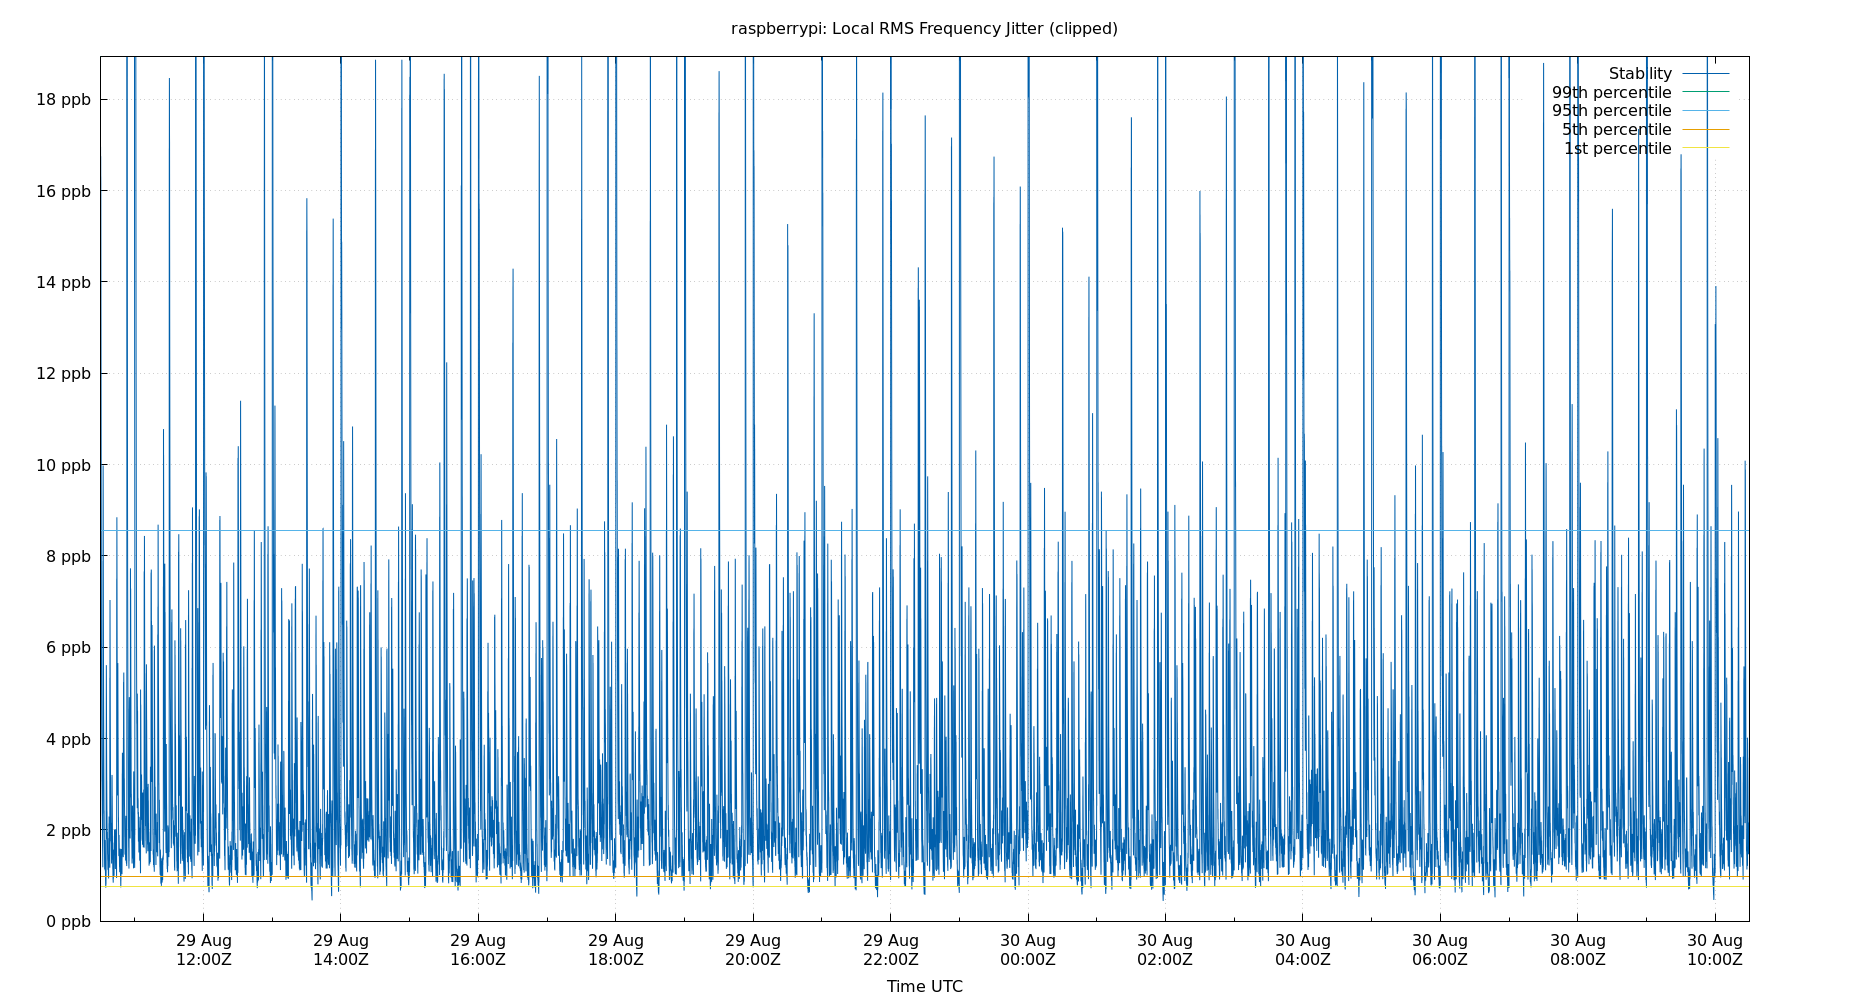 raspberrypi: Local RMS Frequency Jitter (clipped)
18 ppb
16 ppb
14 ppb
12 ppb
10 ppb
8 ppb
6 ppb
4 ppb
2 ppb
0 ppb
Stability
99th percentile
95th percentile
5th percentile
1st percentile
29 Aug 29 Aug 29 Aug 29 Aug 29 Aug 29 Aug 30 Aug 30 Aug 30 Aug 30 Aug 30 Aug 30 Aug
12:00Z 14:00Z 16:00Z 18:00Z 20:00Z 22:00Z 00:00Z 02:00Z 04:00Z 06:00Z 08:00Z 10:00Z
Time UTC